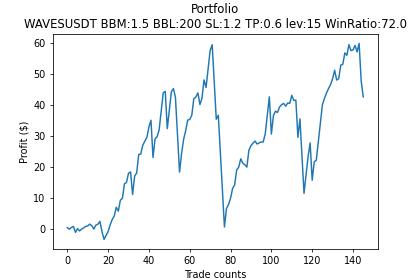 Portfolio
WAVESUSDT BBM:1.5 BBL:200 SL:1.2 TP:0.6 lev:15 WinRatio:72.0
60
50
40
30
20
10
0
Profit ($)
0 20 40 60 80 100 120 140
Trade counts